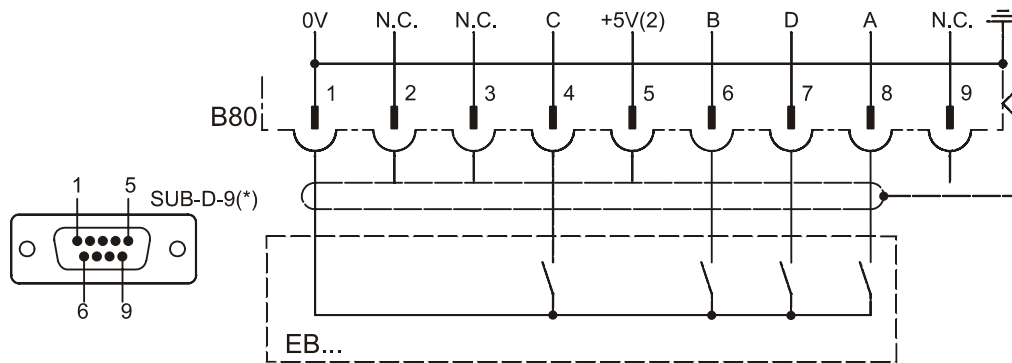 0V N.C. N.C. C +5V(2) B D A N.C.
1 2 3 4 5 6 7 8 9
B80
1 5 SUB-D-9(*)
6 9
EB...